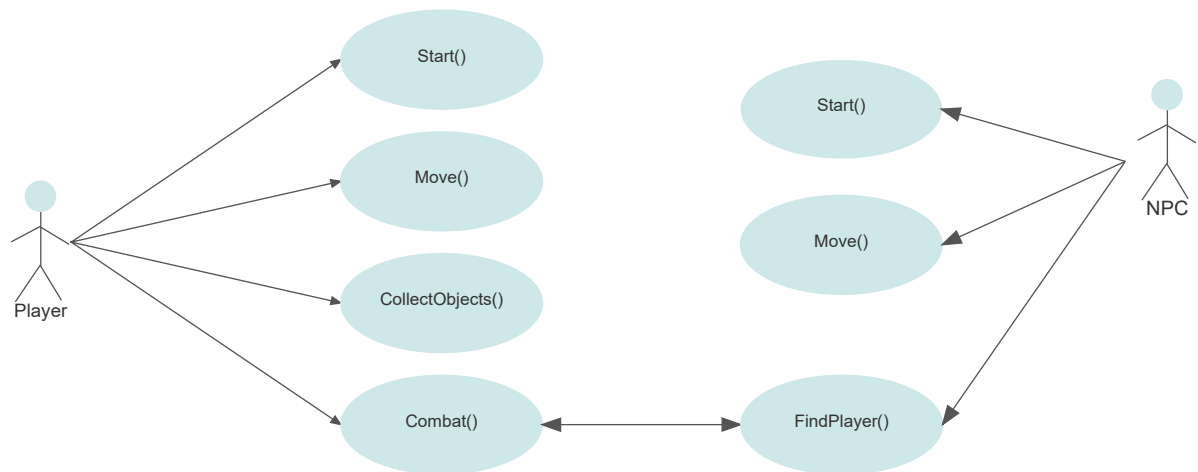 Start()
Move()
CollectObjects()
Combat()
Player
Start()
Move()
FindPlayer()
NPC